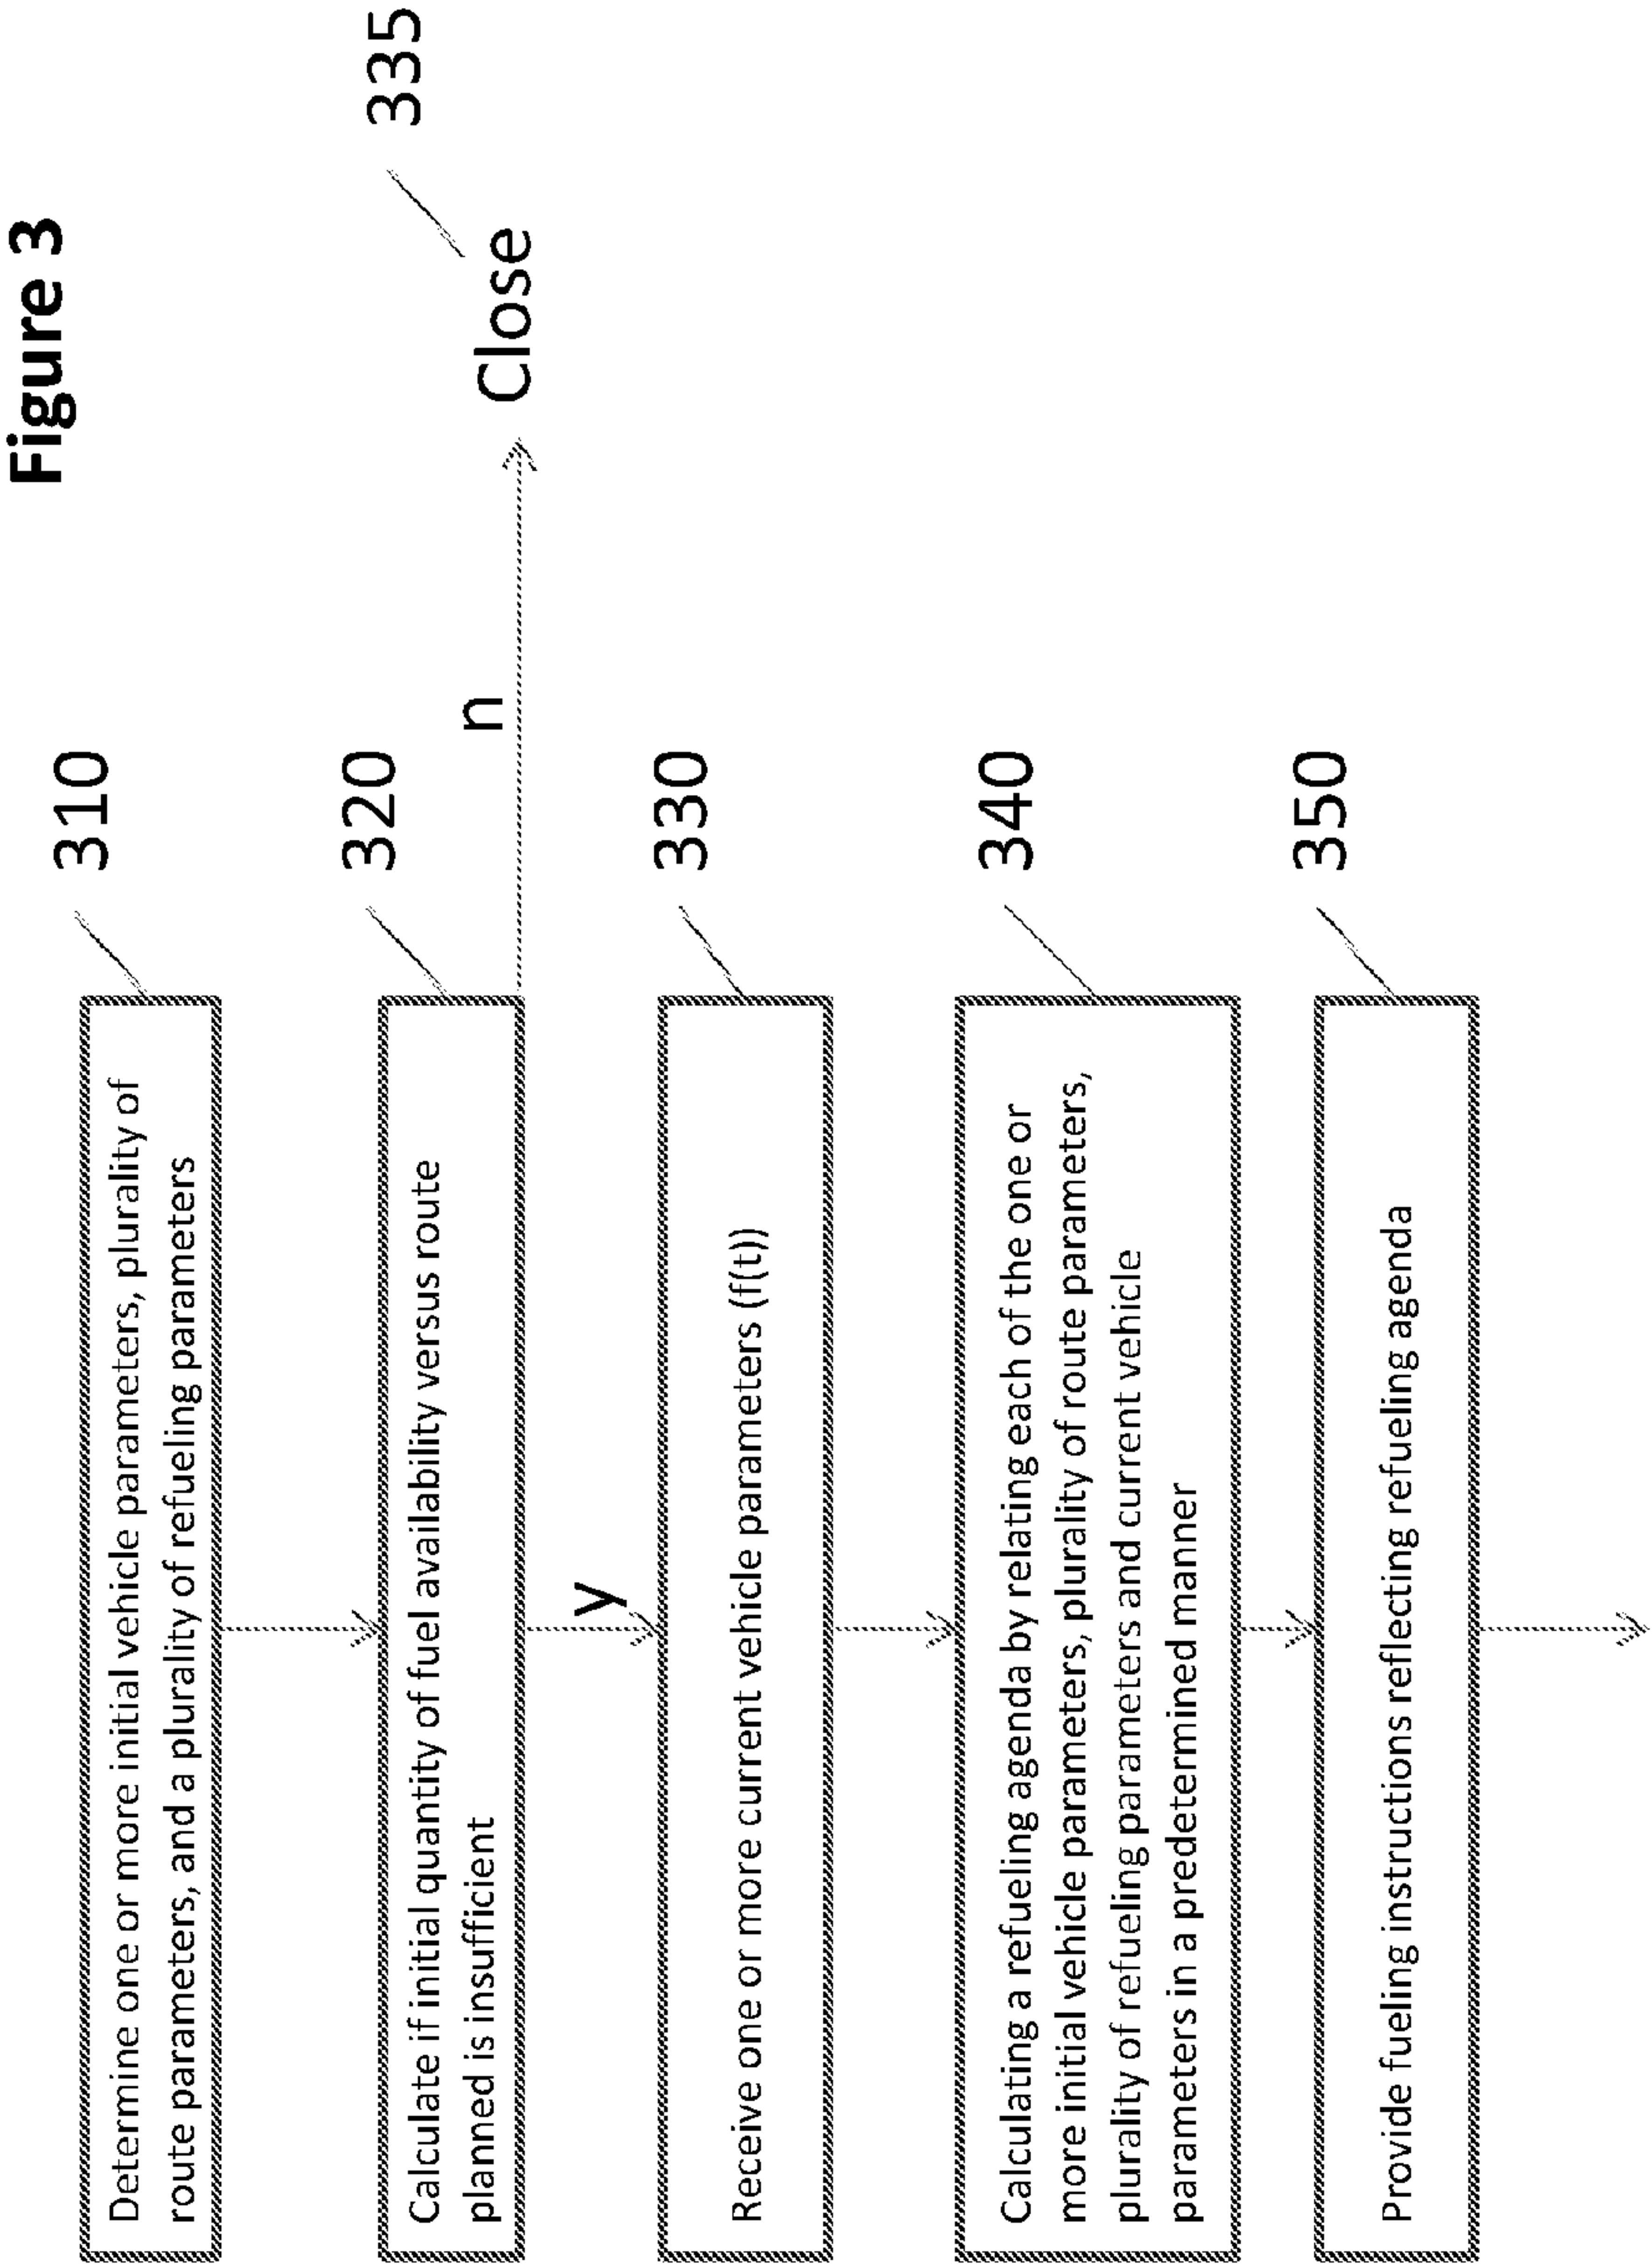 Figure 3
310
Determine one or more initial vehicle parameters, plurality of
route parameters, and a plurality of refueling parameters
320
Calculate if initial quantity of fuel availability versus route
planned is insufficient
n
Close
335
y
330
Receive one or more current vehicle parameters (f(t))
340
Calculating a refueling agenda by relating each of the one or
more initial vehicle parameters, plurality of route parameters,
plurality of refueling parameters and current vehicle
parameters in a predetermined manner
350
Provide fueling instructions reflecting refueling agenda